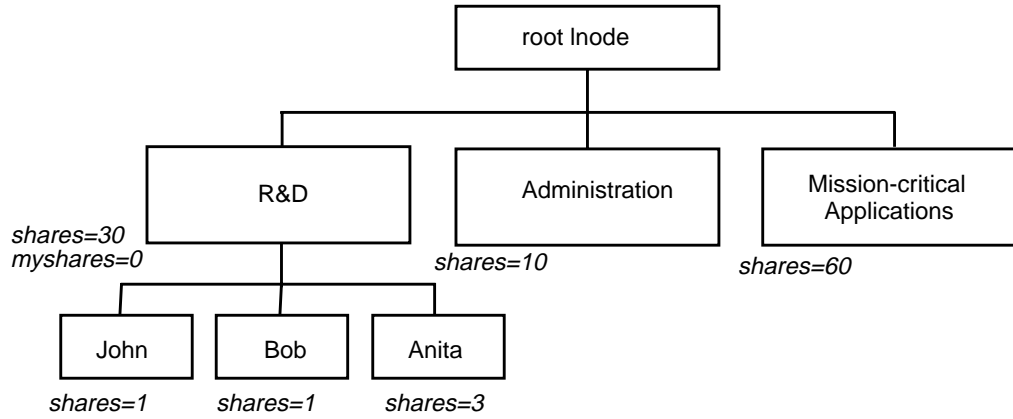 root lnode
R&D
Administration
Mission-critical
Applications
shares=30
myshares=0
shares=10
shares=60
John
Bob
Anita
shares=1
shares=1
shares=3